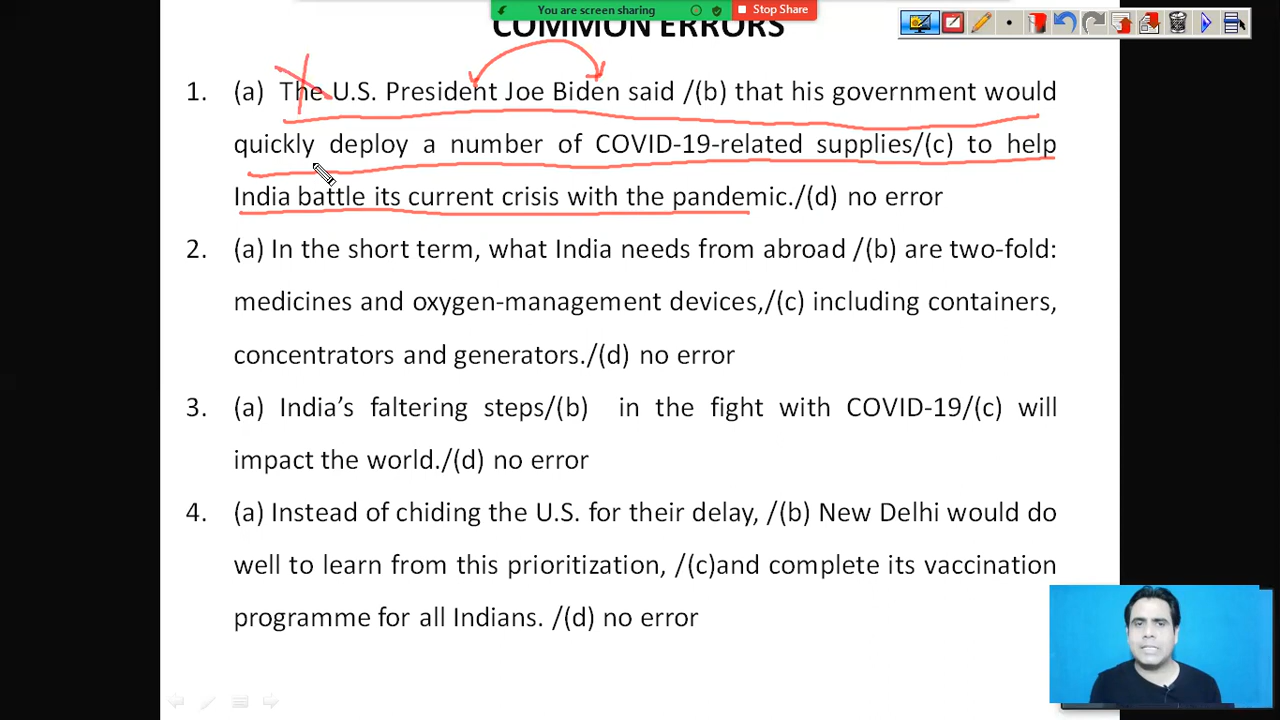 You are screen sharing
Stop Share
COMMON ERRORS
1. (a) The U.S. President Joe Biden said /(b) that his government would
quickly deploy a number of COVID-19-related supplies/(c) to help
India battle its current crisis with the pandemic./(d) no error
2. (a) In the short term, what India needs from abroad /(b) are two-fold:
medicines and oxygen-management devices,/(c) including containers,
concentrators and generators./(d) no error
3. (a) India’s faltering steps/(b) in the fight with COVID-19/(c) will
impact the world./(d) no error
4. (a) Instead of chiding the U.S. for their delay, /(b) New Delhi would do
well to learn from this prioritization, /(c)and complete its vaccination
programme for all Indians. /(d) no error